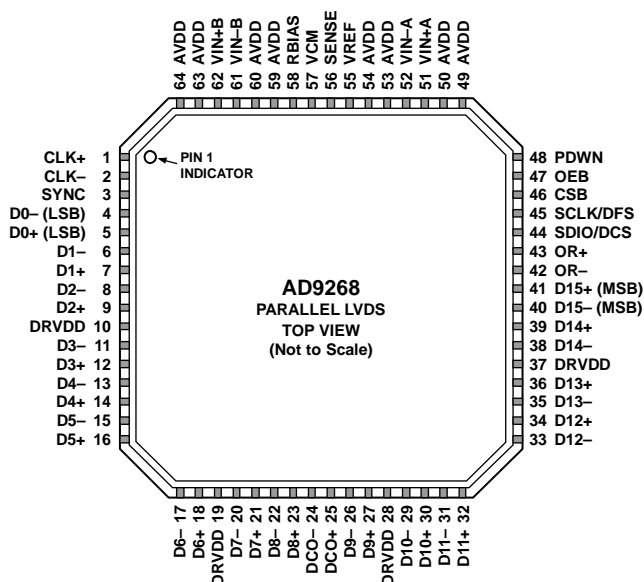 64 AVDD
63 AVDD
62 VIN+B
61 VIN–B
60 AVDD
59 AVDD
58 RBIAS
57 VCM
56 SENSE
55 VREF
54 AVDD
53 AVDD
52 VIN–A
51 VIN+A
50 AVDD
49 AVDD
CLK+ 1
CLK– 2
SYNC 3
D0– (LSB) 4
D0+ (LSB) 5
D1– 6
D1+ 7
D2– 8
D2+ 9
DRVDD 10
D3– 11
D3+ 12
D4– 13
D4+ 14
D5– 15
D5+ 16
PIN 1
INDICATOR
AD9268
PARALLEL LVDS
TOP VIEW
(Not to Scale)
48 PDWN
47 OEB
46 CSB
45 SCLK/DFS
44 SDIO/DCS
43 OR+
42 OR–
41 D15+ (MSB)
40 D15– (MSB)
39 D14+
38 D14–
37 DRVDD
36 D13+
35 D13–
34 D12+
33 D12–
D6– 17
D6+ 18
DRVDD 19
D7– 20
D7+ 21
D8– 22
D8+ 23
DCO– 24
DCO+ 25
D9– 26
D9+ 27
DRVDD 28
D10– 29
D10+ 30
D11– 31
D11+ 32